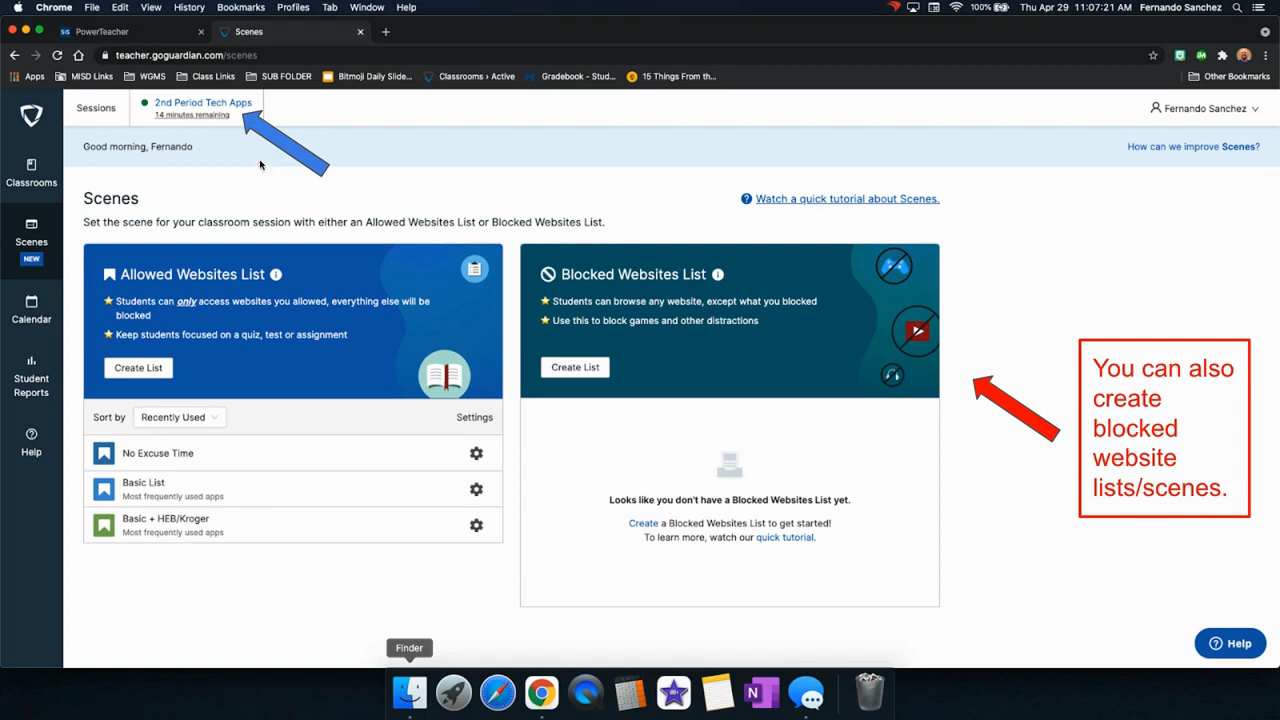 Chrome File Edit View History Bookmarks Profiles Tab Window Help 100% Thu Apr 29 11:07:21 AM Fernando Sanchez
SIS PowerTeacher Scenes
teacher.goguardian.com/scenes
Apps MISD Links WGMS Class Links SUB FOLDER Bitmoji Daily Slide... Classrooms › Active Gradebook - Stud... 15 Things From th... Other Bookmarks
Sessions
2nd Period Tech Apps
14 minutes remaining
Fernando Sanchez
Good morning, Fernando
How can we improve Scenes?
Classrooms
Scenes
NEW
Calendar
Student
Reports
Help
Scenes
Watch a quick tutorial about Scenes.
Set the scene for your classroom session with either an Allowed Websites List or Blocked Websites List.
Allowed Websites List
Students can only access websites you allowed, everything else will be
blocked
Keep students focused on a quiz, test or assignment
Create List
Sort by Recently Used Settings
No Excuse Time
Basic List
Most frequently used apps
Basic + HEB/Kroger
Most frequently used apps
Blocked Websites List
Students can browse any website, except what you blocked
Use this to block games and other distractions
Create List
Looks like you don't have a Blocked Websites List yet.
Create a Blocked Websites List to get started!
To learn more, watch our quick tutorial.
You can also
create
blocked
website
lists/scenes.
Help
Finder